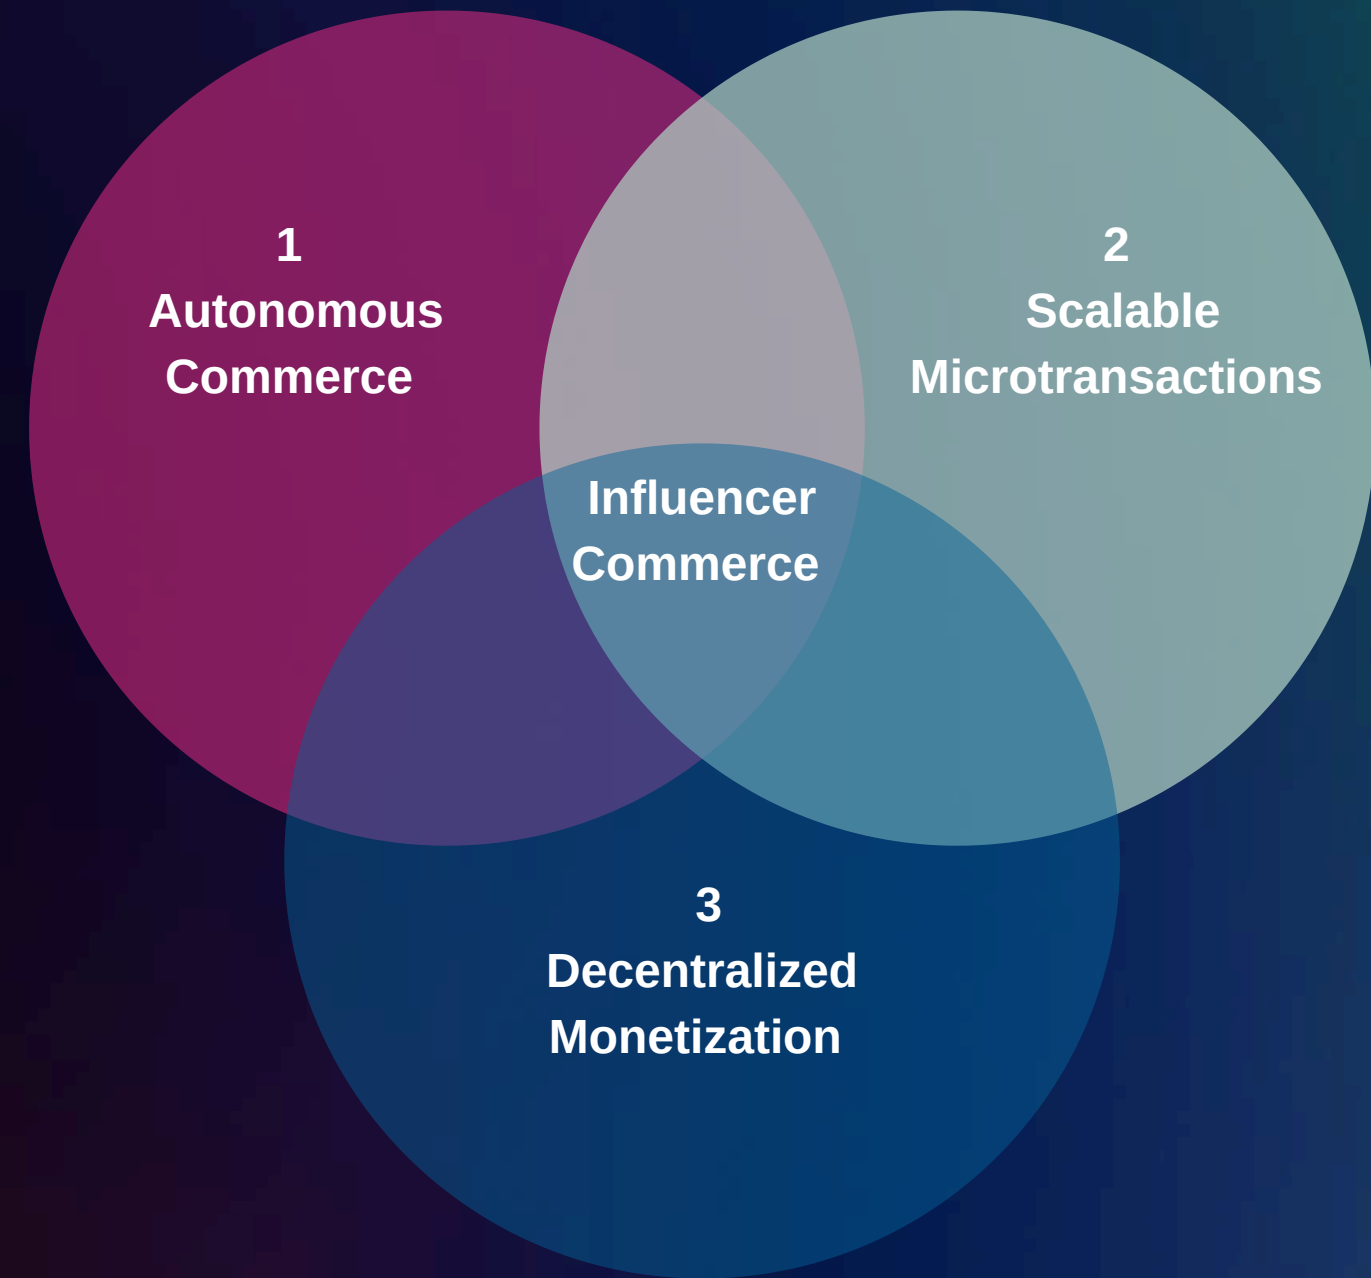 1
Autonomous
Commerce
2
Scalable
Microtransactions
Influencer
Commerce
3
Decentralized
Monetization